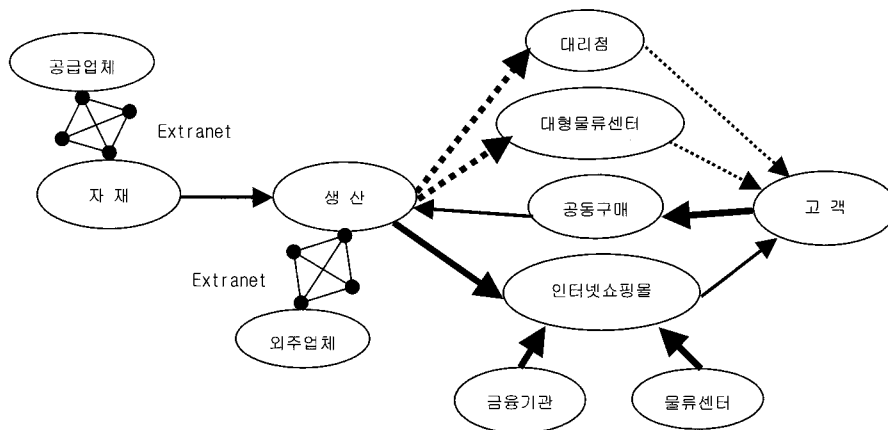 대리점
공급업체
Extranet
대형물류센터
자 재
생 산
공동구매
고 객
Extranet
인터넷쇼핑몰
외주업체
금융기관
물류센터